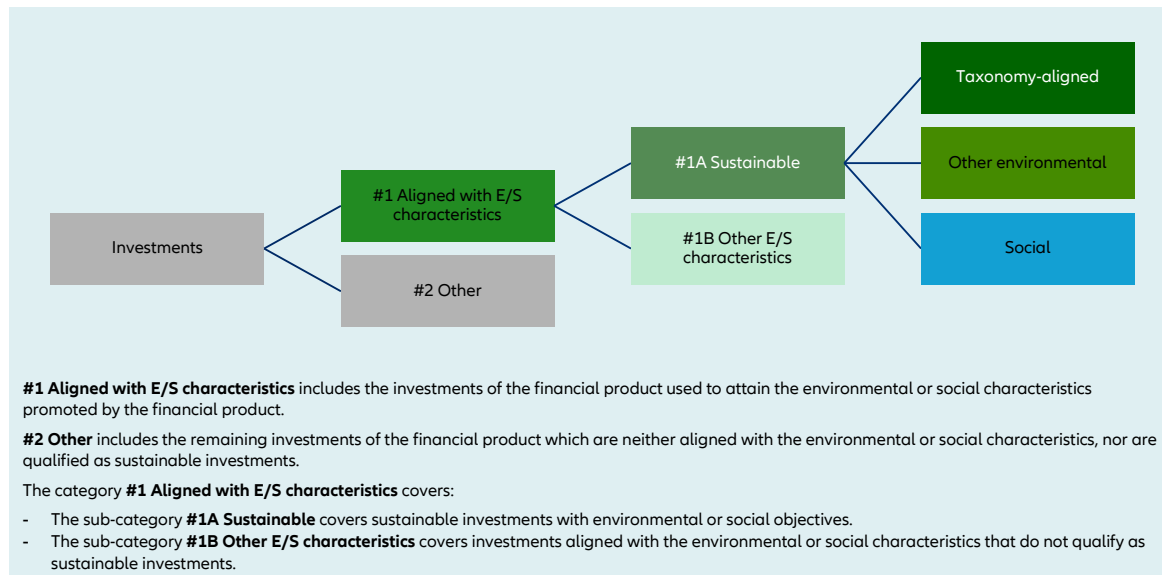 Taxonomy-aligned
#1A Sustainable
Other environmental
#1 Aligned with E/S
characteristics
Investments
#1B Other E/S
characteristics
Social
#2 Other
#1 Aligned with E/S characteristics includes the investments of the financial product used to attain the environmental or social characteristics
promoted by the financial product.
#2 Other includes the remaining investments of the financial product which are neither aligned with the environmental or social characteristics, nor are
qualified as sustainable investments.
The category #1 Aligned with E/S characteristics covers:
- The sub-category #1A Sustainable covers sustainable investments with environmental or social objectives.
- The sub-category #1B Other E/S characteristics covers investments aligned with the environmental or social characteristics that do not qualify as
sustainable investments.